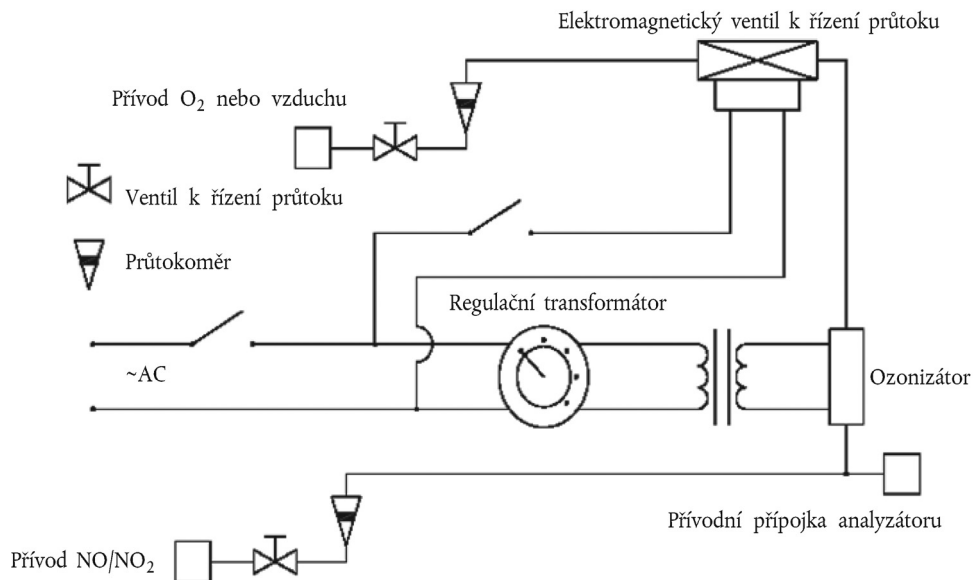 Elektromagnetický ventil k řízení průtoku
Přívod O2 nebo vzduchu
Ventil k řízení průtoku
Průtokoměr
Regulační transformátor
~AC
Ozonizátor
Přívodní přípojka analyzátoru
Přívod NO/NO2